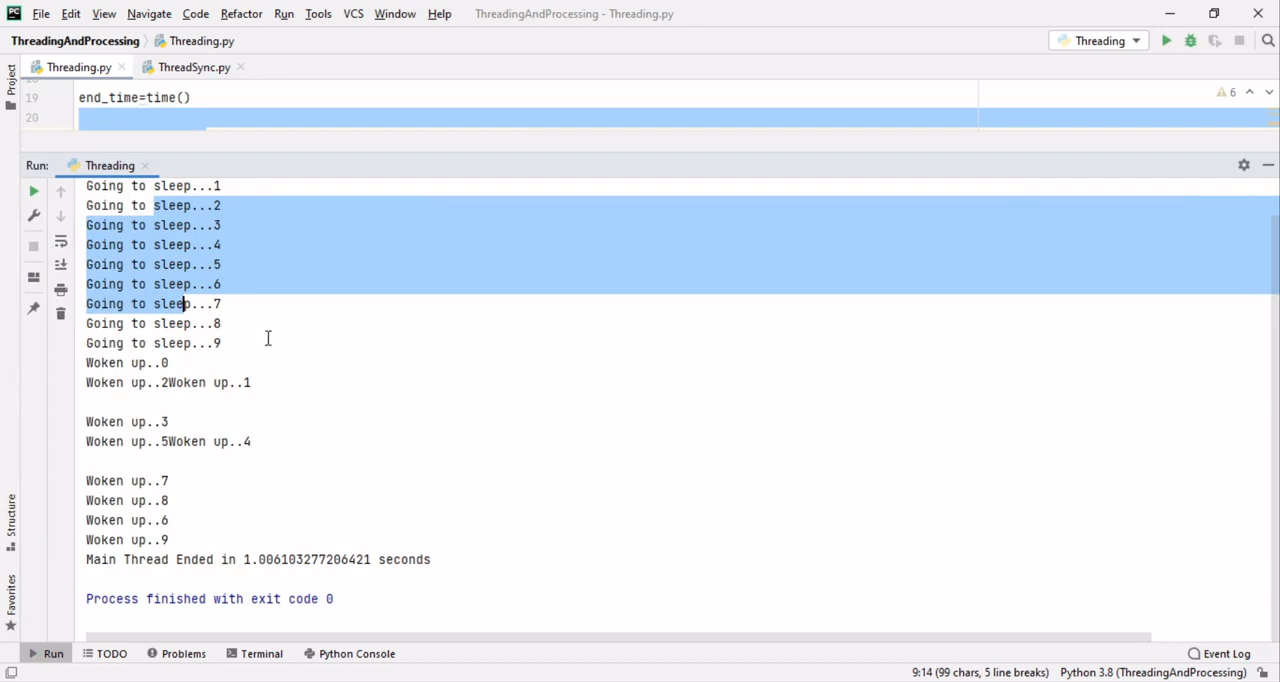 PC File Edit View Navigate Code Refactor Run Tools VCS Window Help ThreadingAndProcessing - Threading.py
ThreadingAndProcessing Threading.py Threading
Project
Threading.py ThreadSync.py
19 end_time=time() 6
20
Run: Threading
Going to sleep...1
Going to sleep...2
Going to sleep...3
Going to sleep...4
Going to sleep...5
Going to sleep...6
Going to sleep...7
Going to sleep...8
Going to sleep...9
Woken up..0
Woken up..2Woken up..1
Woken up..3
Woken up..5Woken up..4
Woken up..7
Woken up..8
Woken up..6
Woken up..9
Main Thread Ended in 1.006103277206421 seconds
Process finished with exit code 0
Structure
Favorites
Run TODO Problems Terminal Python Console Event Log
9:14 (99 chars, 5 line breaks) Python 3.8 (ThreadingAndProcessing)